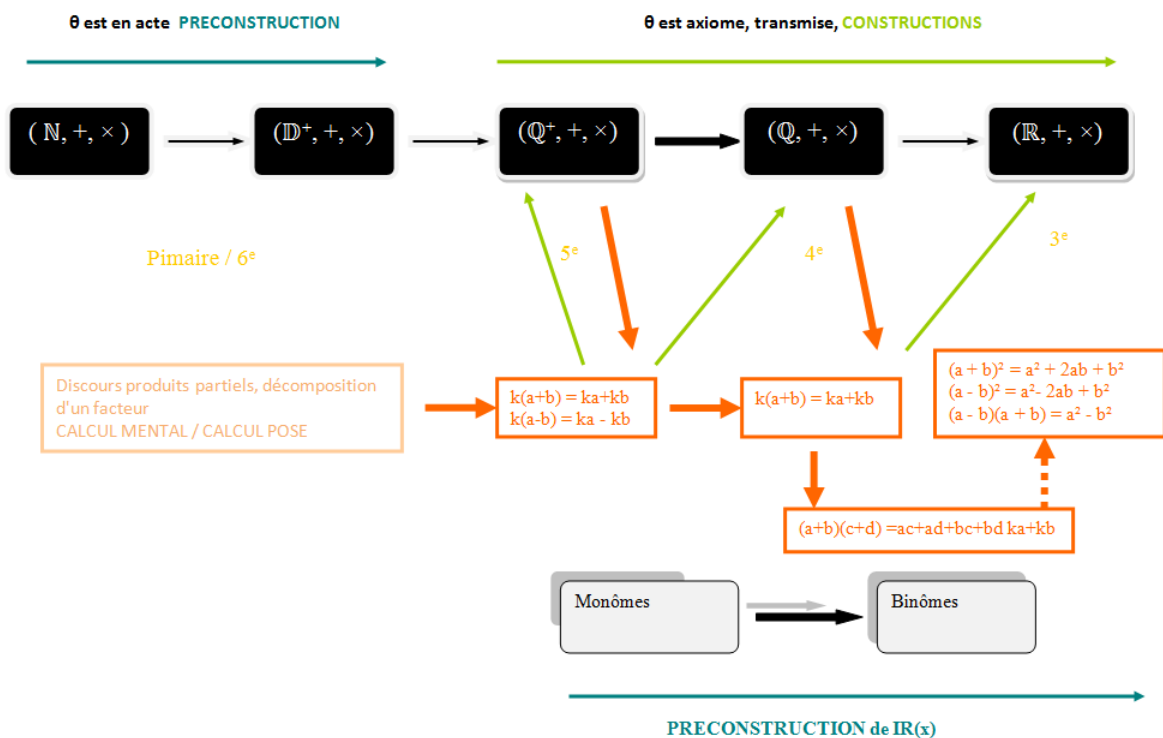 θ est en acte PRECONSTRUCTION
θ est axiome, transmise, CONSTRUCTIONS
( ℕ, +, × )
(𝔻⁺, +, ×)
(ℚ⁺, +, ×)
(ℚ, +, ×)
(ℝ, +, ×)
Pimaire / 6ᵉ
5ᵉ
4ᵉ
3ᵉ
Discours produits partiels, décomposition
d'un facteur
CALCUL MENTAL / CALCUL POSE
k(a+b) = ka+kb
k(a-b) = ka - kb
k(a+b) = ka+kb
(a + b)² = a² + 2ab + b²
(a - b)² = a²- 2ab + b²
(a - b)(a + b) = a² - b²
(a+b)(c+d) =ac+ad+bc+bd ka+kb
Monômes
Binômes
PRECONSTRUCTION de IR(x)